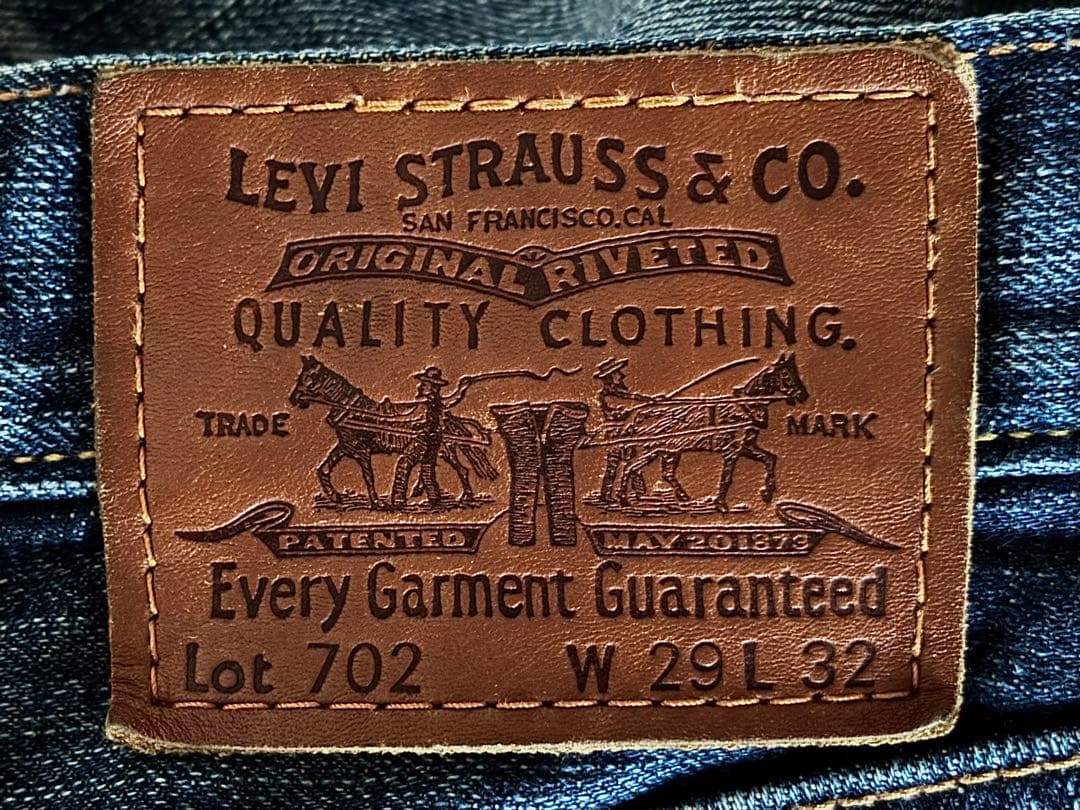 LEVI STRAUSS & CO.
SAN FRANCISCO.CAL
ORIGINAL RIVETED
QUALITY CLOTHING.
TRADE MARK
PATENTED MAY 20 1873
Every Garment Guaranteed
Lot 702 W 29 L 32